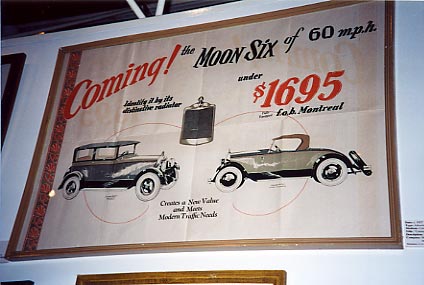 Coming! the MOON SIX of 60 m.p.h.
Identify it by its
distinctive radiator
under
$1695
f.o.b. Montreal
Creates a New Value
and Meets
Modern Traffic Needs